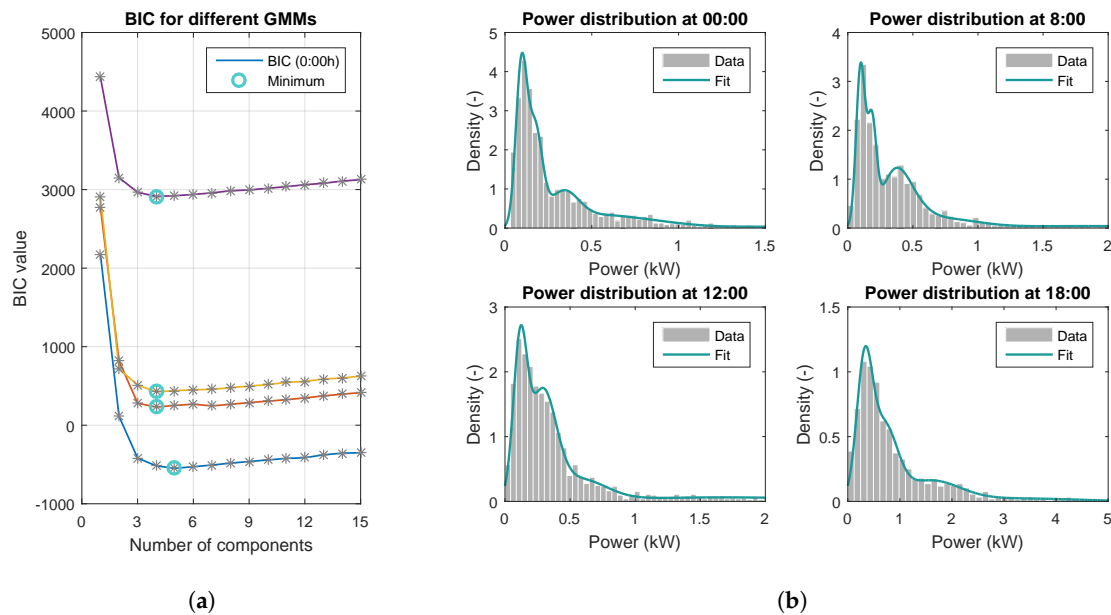 BIC for different GMMs
5000
4000
3000
2000
1000
0
-1000
BIC value
0 3 6 9 12 15
Number of components
BIC (0:00h)
Minimum
(a)
Power distribution at 00:00
5
4
3
2
1
0
Density (-)
0 0.5 1 1.5
Power (kW)
Data
Fit
Power distribution at 8:00
4
3
2
1
0
Density (-)
0 0.5 1 1.5 2
Power (kW)
Data
Fit
Power distribution at 12:00
3
2
1
0
Density (-)
0 0.5 1 1.5 2
Power (kW)
Data
Fit
Power distribution at 18:00
1.5
1
0.5
0
Density (-)
0 1 2 3 4 5
Power (kW)
Data
Fit
(b)